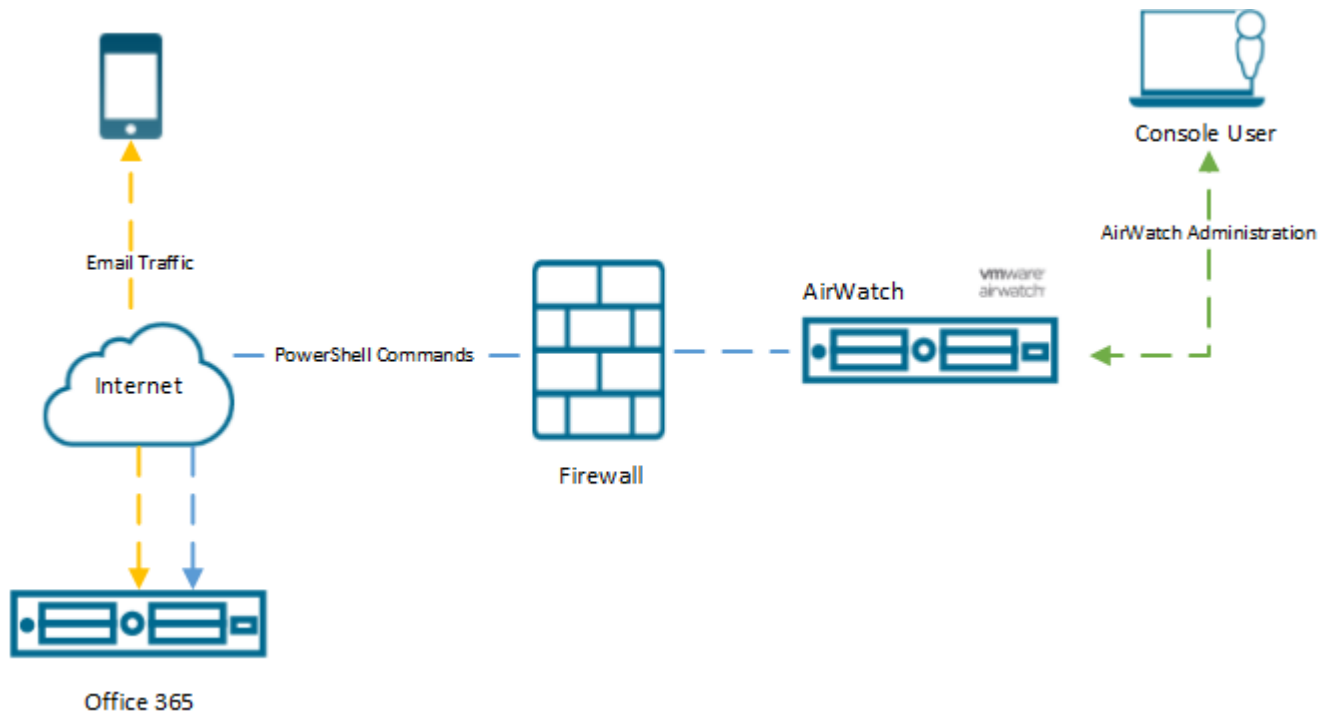 Console User
AirWatch Administration
Email Traffic
vmware
airwatch
AirWatch
PowerShell Commands
Internet
Firewall
Office 365